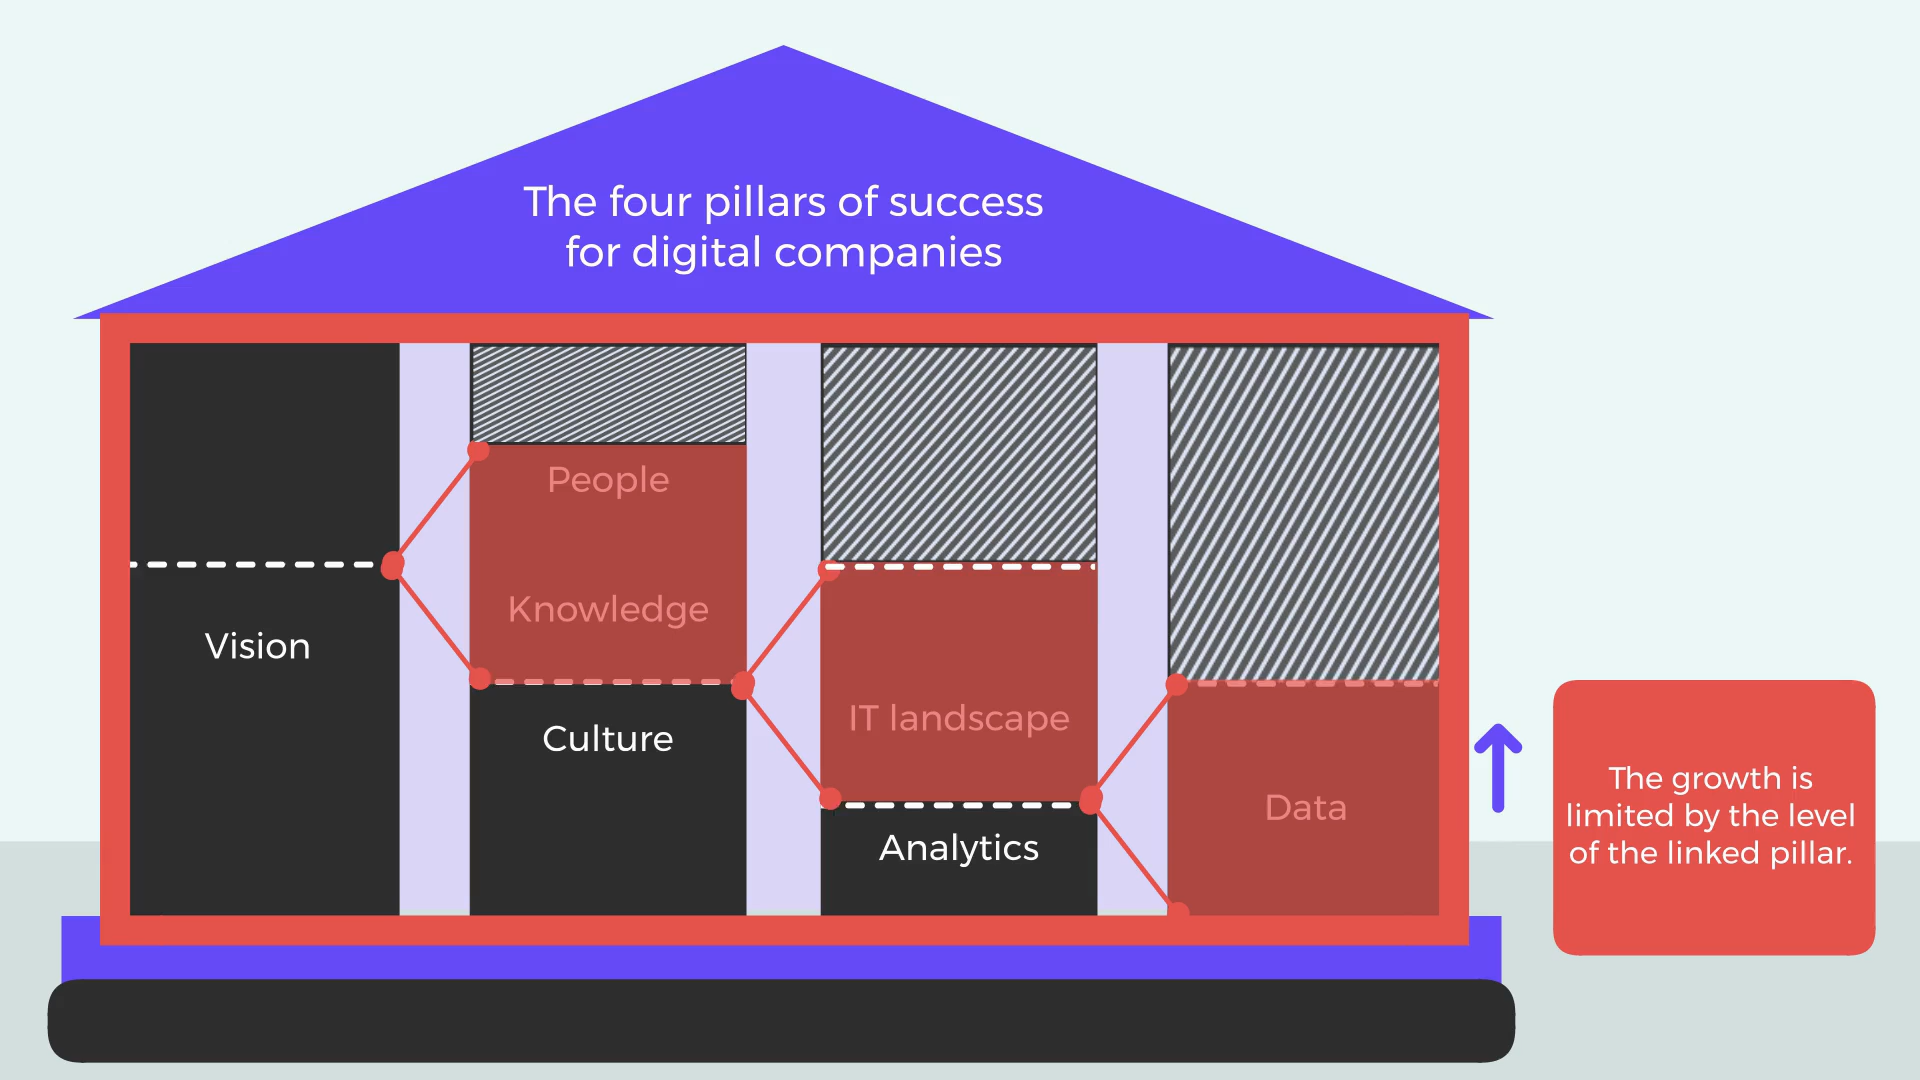 The four pillars of success
for digital companies
Vision
People
Knowledge
Culture
IT landscape
Analytics
Data
The growth is
limited by the level
of the linked pillar.